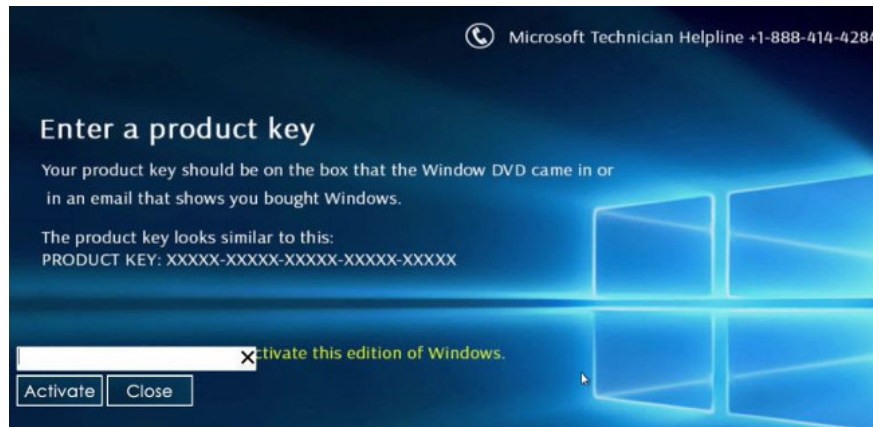 Microsoft Technician Helpline +1-888-414-4284
Enter a product key
Your product key should be on the box that the Window DVD came in or
in an email that shows you bought Windows.
The product key looks similar to this:
PRODUCT KEY: XXXXX-XXXXX-XXXXX-XXXXX-XXXXX
ctivate this edition of Windows.
Activate Close